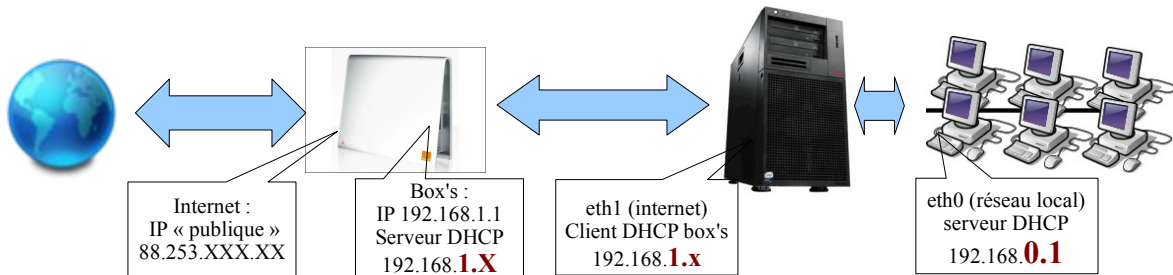 Internet :
IP « publique »
88.253.XXX.XX
Box's :
IP 192.168.1.1
Serveur DHCP
192.168.1.X
eth1 (internet)
Client DHCP box's
192.168.1.x
eth0 (réseau local)
serveur DHCP
192.168.0.1